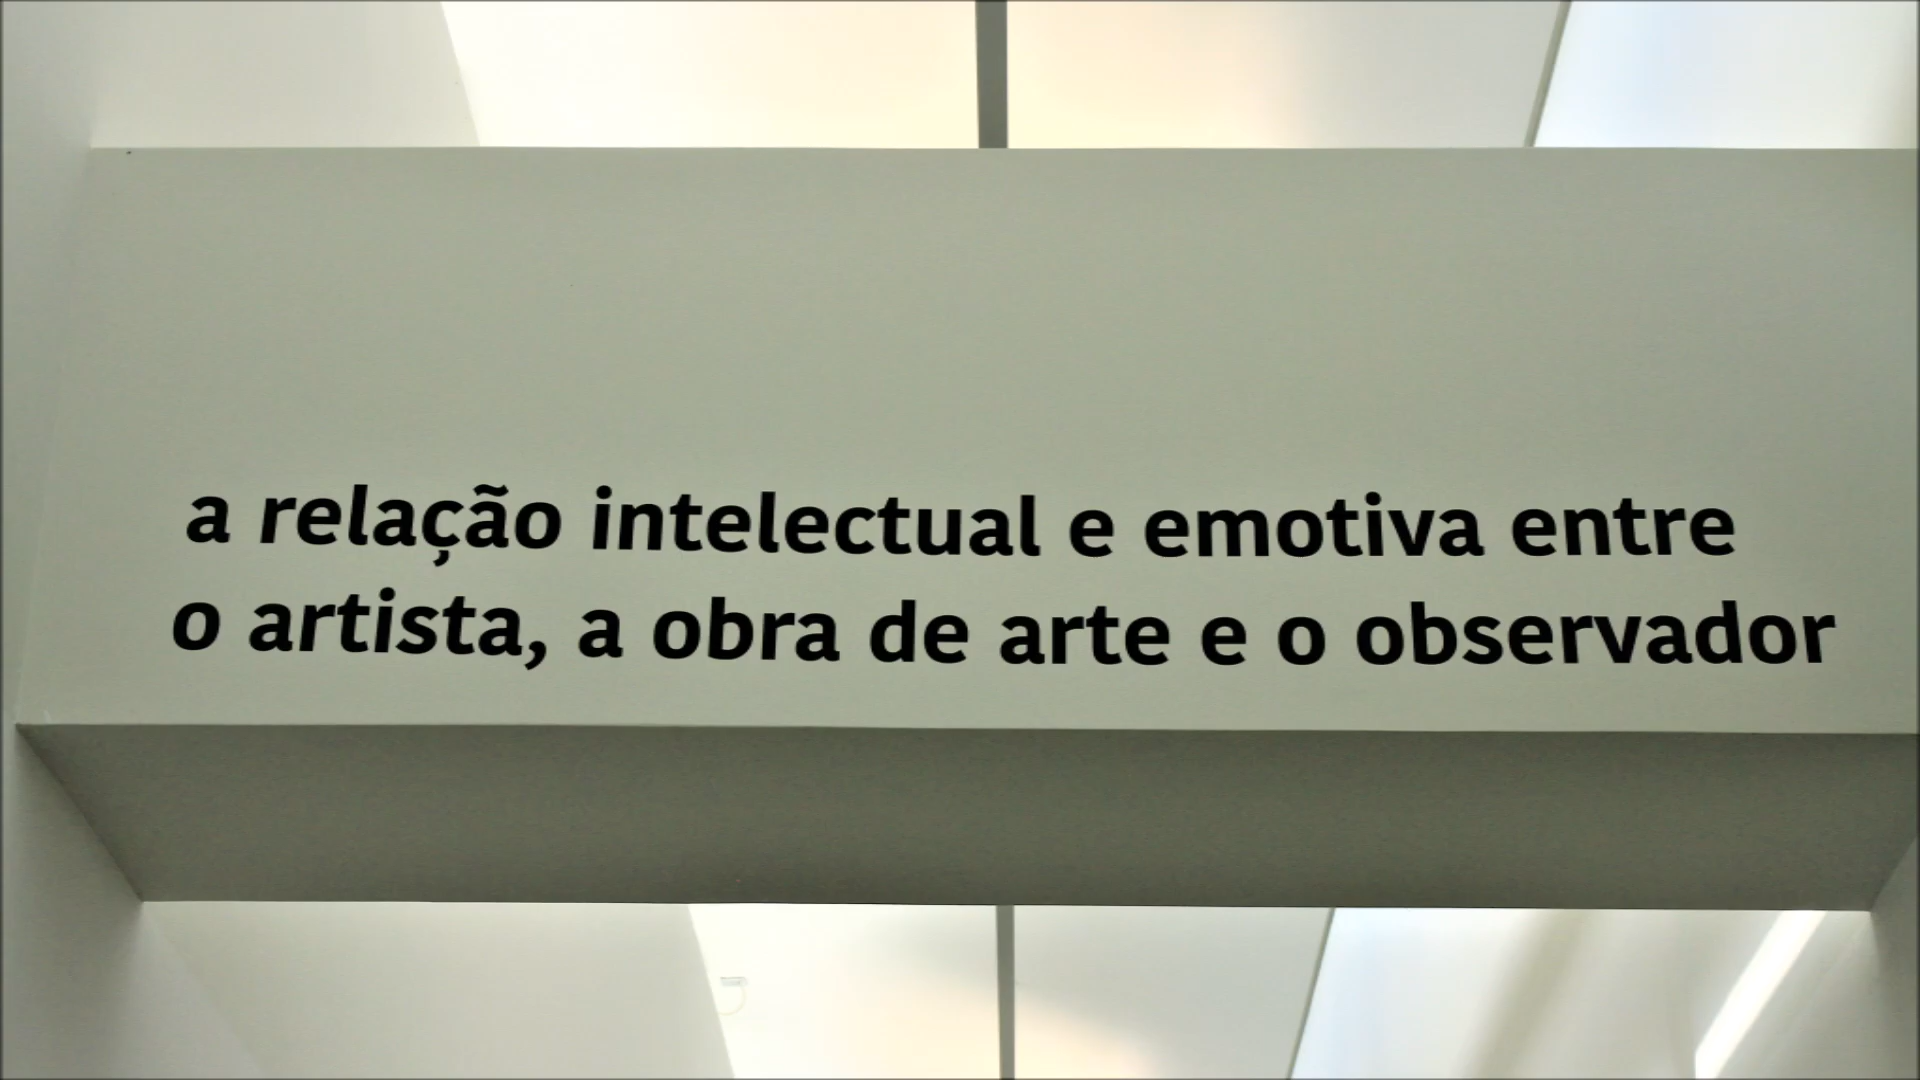 a relação intelectual e emotiva entre
o artista, a obra de arte e o observador